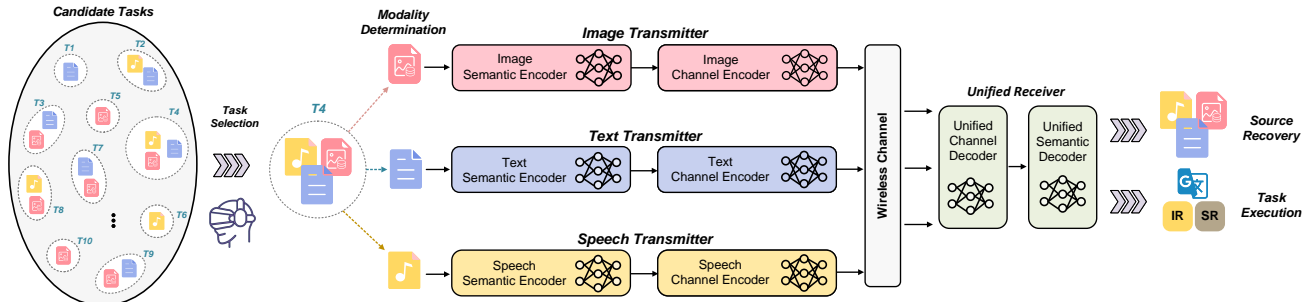 Candidate Tasks
T1
T2
T3
T5
T4
T7
T8
T6
T10
T9
Task
Selection
T4
Modality
Determination
Image Transmitter
Image
Semantic Encoder
Image
Channel Encoder
Text Transmitter
Text
Semantic Encoder
Text
Channel Encoder
Speech Transmitter
Speech
Semantic Encoder
Speech
Channel Encoder
Wireless Channel
Unified Receiver
Unified
Channel
Decoder
Unified
Semantic
Decoder
Source
Recovery
G
文
IR
SR
Task
Execution